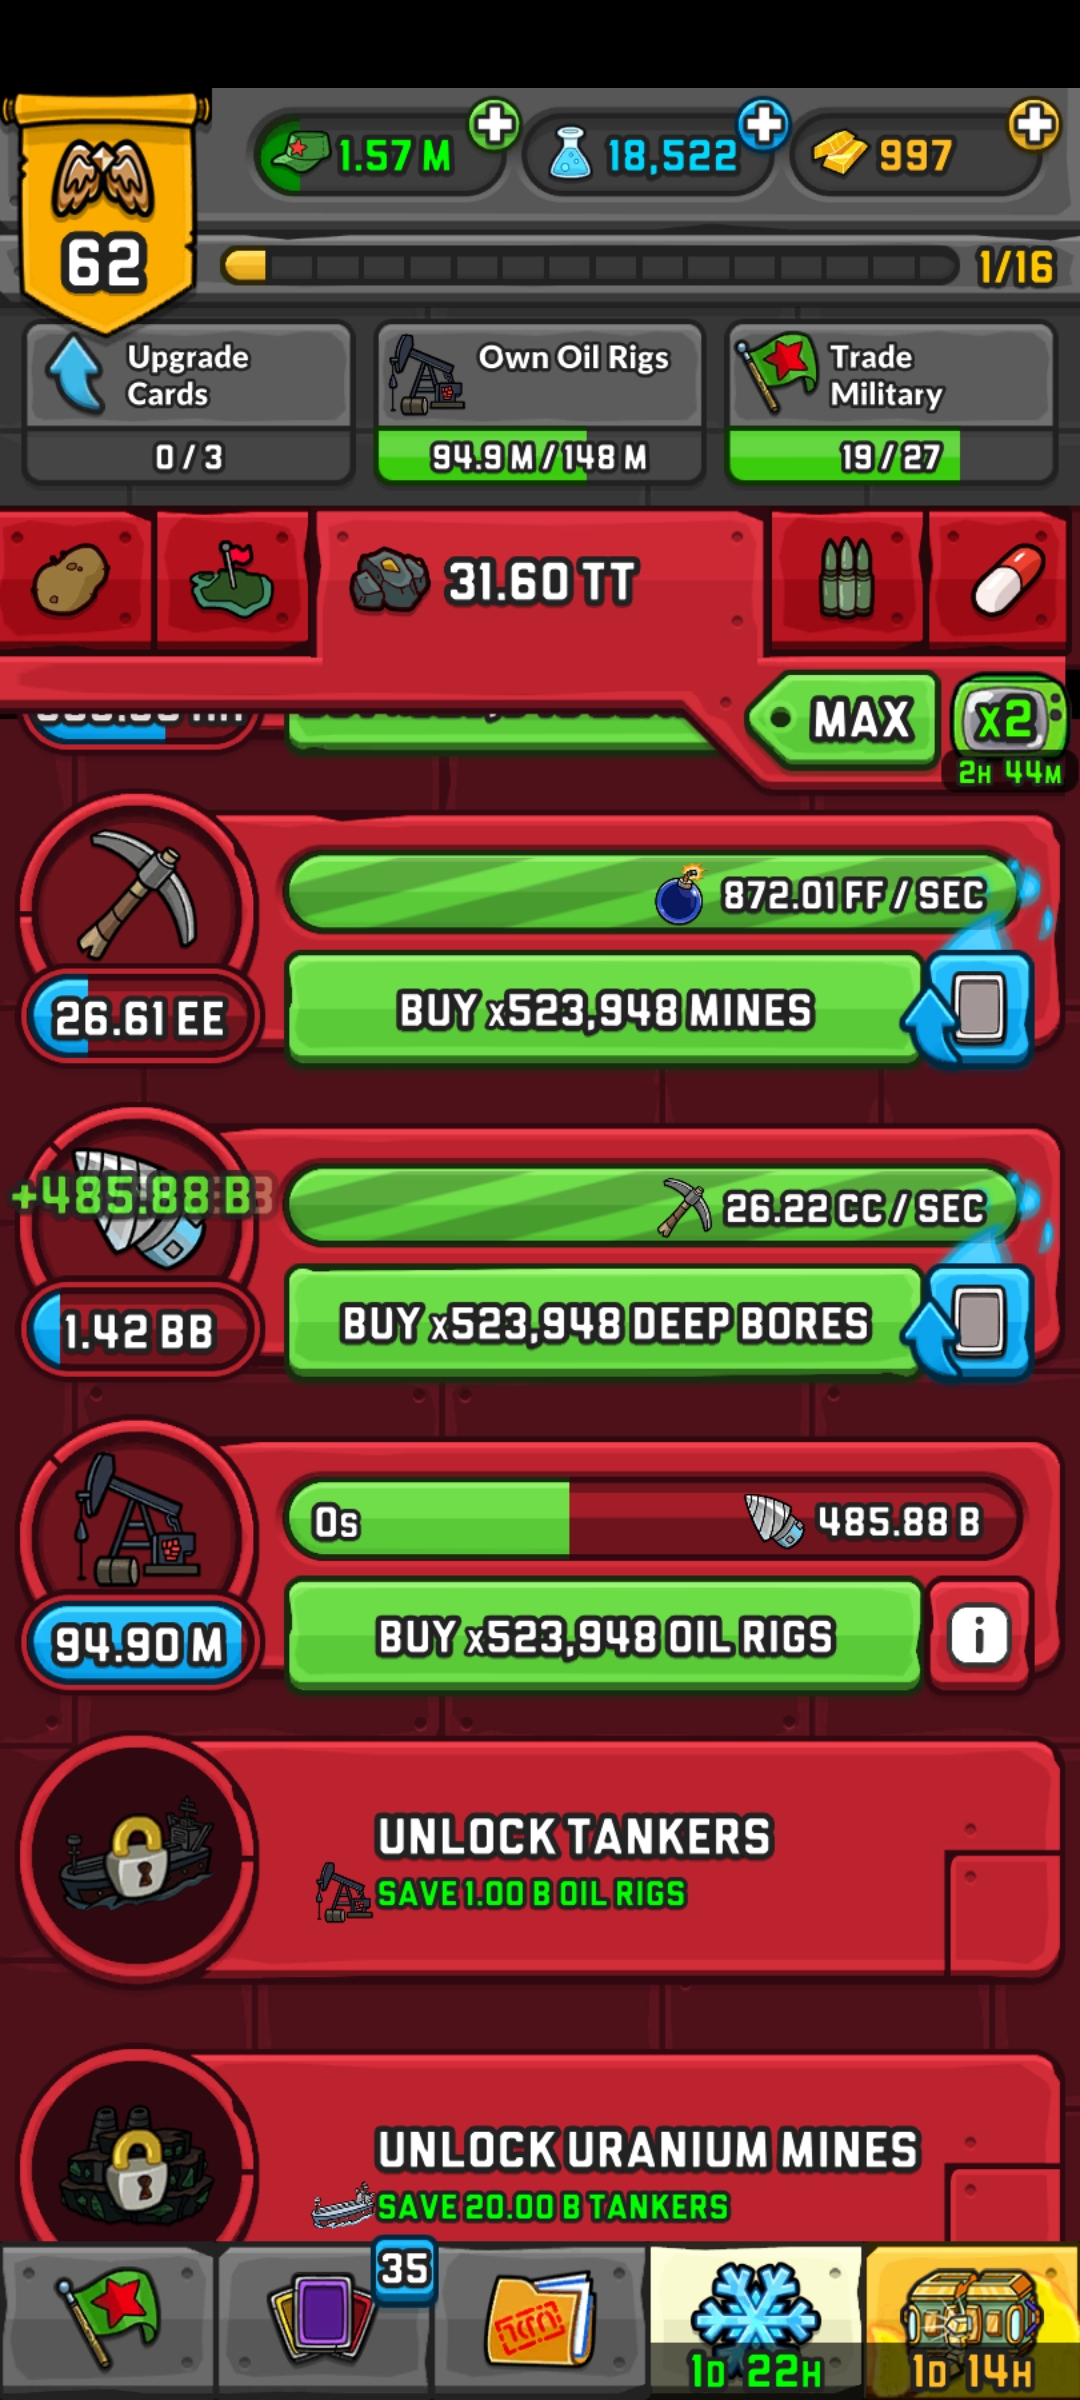 62
1.57 M
18,522
997
1/16
Upgrade
Cards
0 / 3
Own Oil Rigs
94.9 M / 148 M
Trade
Military
19 / 27
31.60 TT
MAX
x2
2H 44M
872.01 FF / SEC
26.61 EE
BUY x523,948 MINES
+485.88 B
26.22 CC / SEC
1.42 BB
BUY x523,948 DEEP BORES
0s
485.88 B
94.90 M
BUY x523,948 OIL RIGS
i
UNLOCK TANKERS
SAVE 1.00 B OIL RIGS
UNLOCK URANIUM MINES
SAVE 20.00 B TANKERS
35
1D 22H
1D 14H